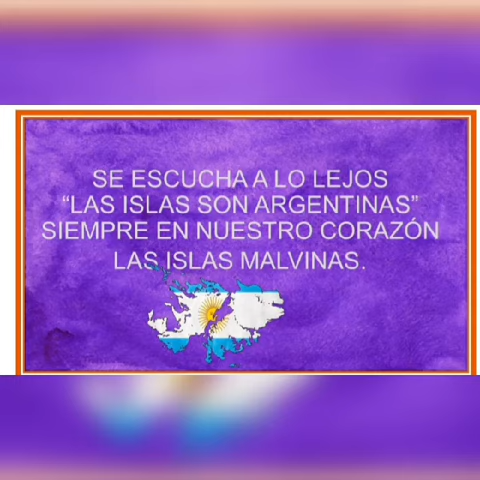 SE ESCUCHA A LO LEJOS
“LAS ISLAS SON ARGENTINAS”
SIEMPRE EN NUESTRO CORAZÓN
LAS ISLAS MALVINAS.